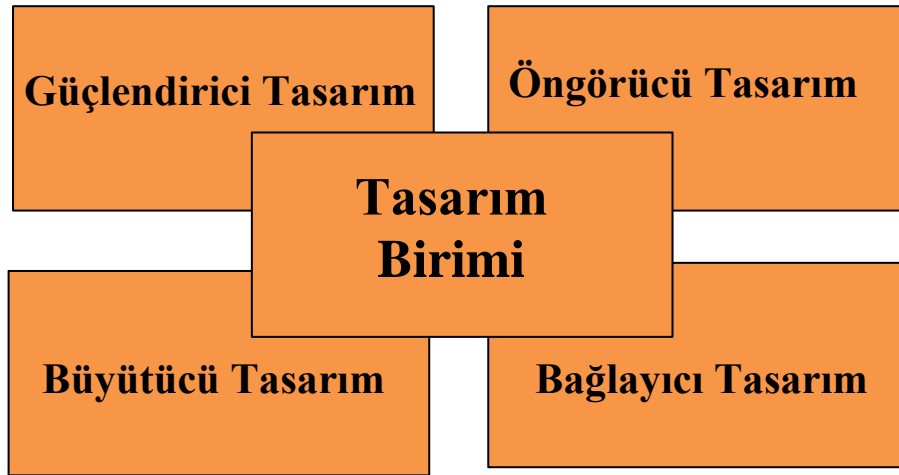 Güçlendirici Tasarım
Öngörücü Tasarım
Tasarım
Birimi
Büyütücü Tasarım
Bağlayıcı Tasarım